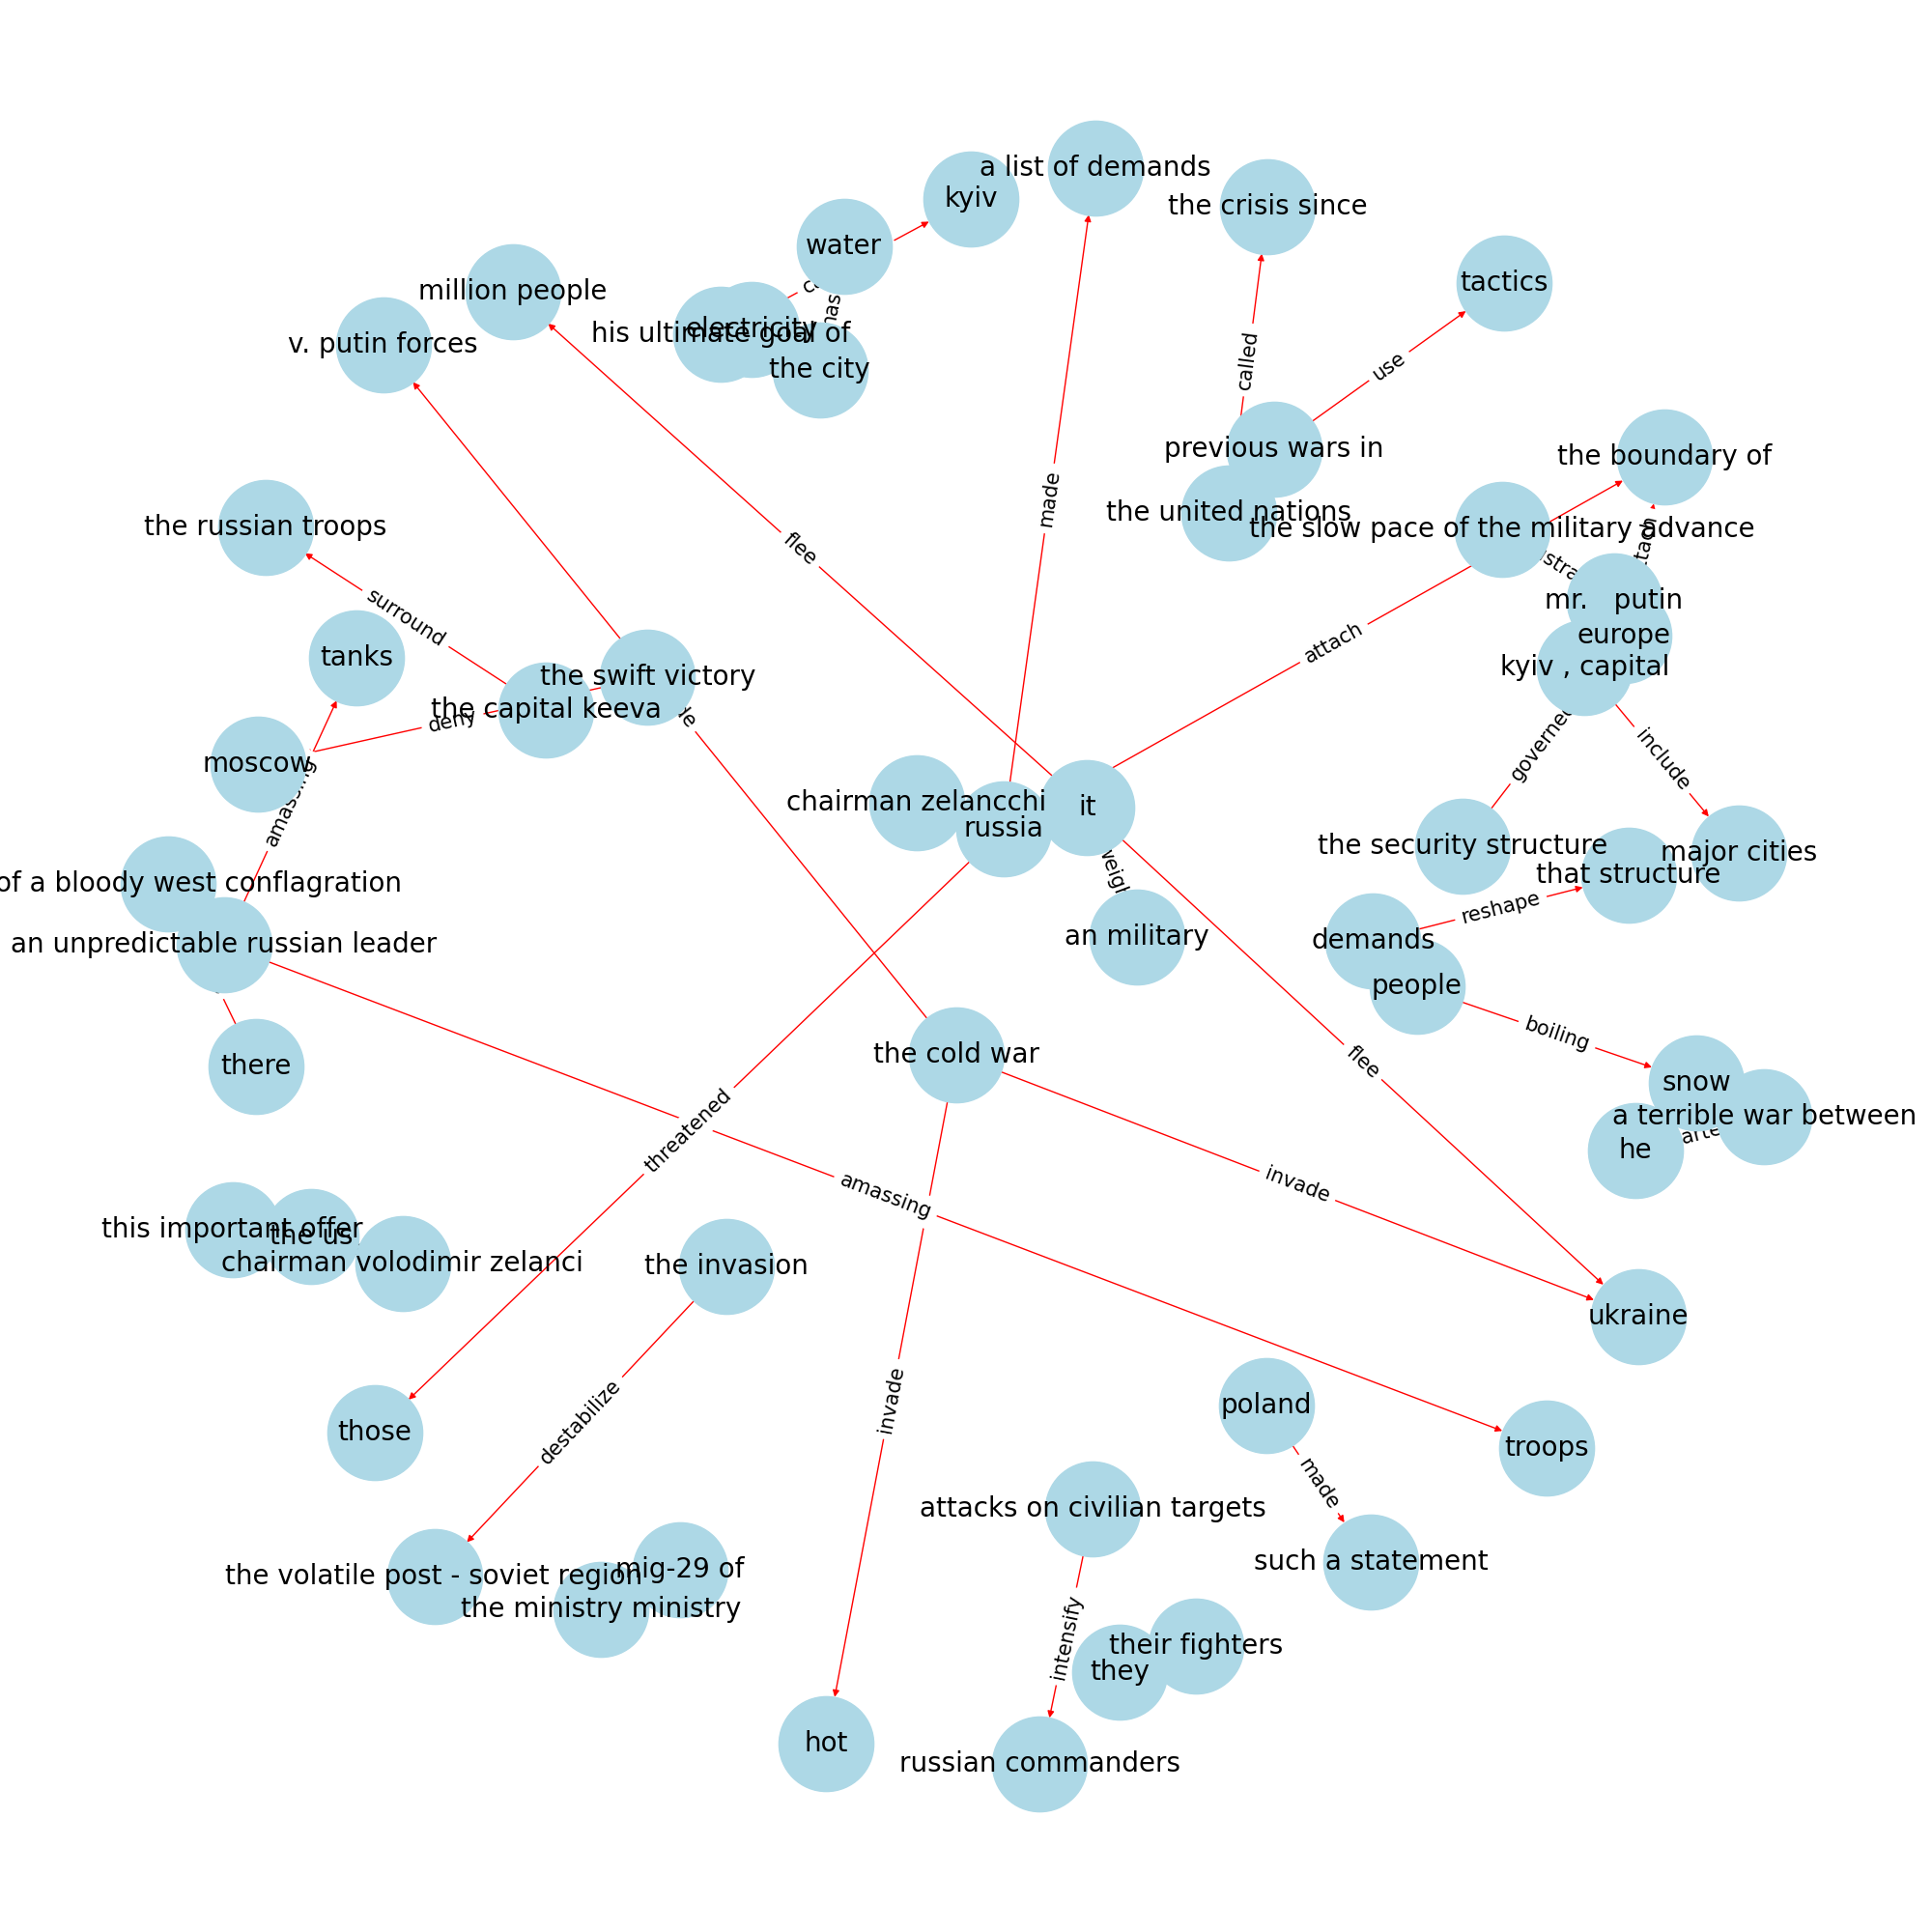 a list of demands
kyiv
the crisis since
water
tactics
million people
his ultimate goal of
electricity
v. putin forces
the city
called
use
previous wars in
the boundary of
made
the united nations
the russian troops
the slow pace of the military advance
flee
surround
mr. putin
europe
tanks
attach
kyiv , capital
the swift victory
the capital keeva
deny
governed
include
moscow
amassing
chairman zelancchi
it
russia
the security structure
major cities
that structure
of a bloody west conflagration
reshape
an unpredictable russian leader
an military
demands
people
boiling
there
the cold war
flee
snow
a terrible war between
he
threatened
amassing
invade
this important offer
the us
chairman volodimir zelanci
the invasion
ukraine
those
destabilize
invade
poland
troops
made
attacks on civilian targets
such a statement
the volatile post - soviet region
mig-29 of
the ministry ministry
intensify
their fighters
they
hot
russian commanders